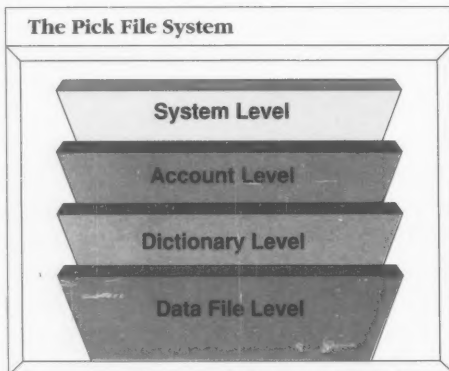 The Pick File System
System Level
Account Level
Dictionary Level
Data File Level